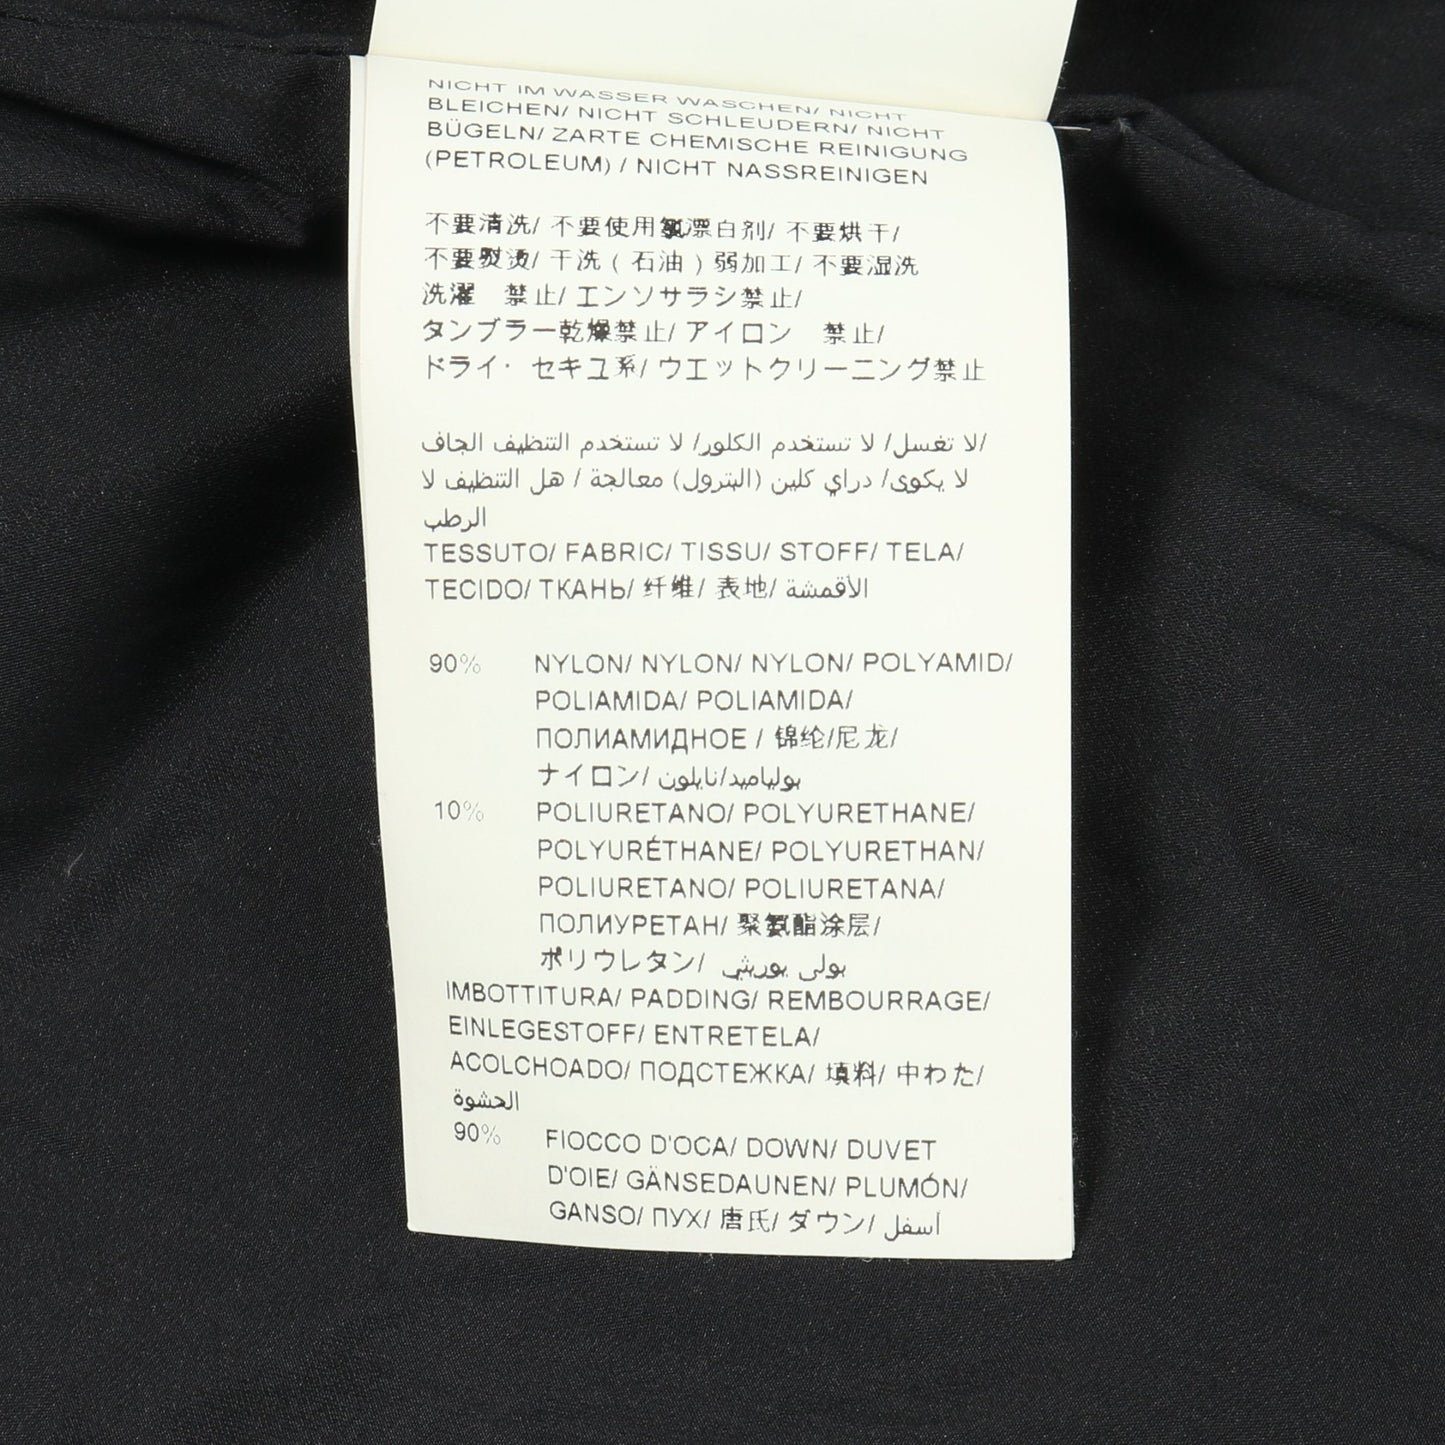 NICHT IM WASSER WASCHEN/ NICHT
BLEICHEN/ NICHT SCHLEUDERN/ NICHT
BÜGELN/ ZARTE CHEMISCHE REINIGUNG
(PETROLEUM) / NICHT NASSREINIGEN
不要清洗/ 不要使用氯漂白剂/ 不要烘干/
不要熨烫/ 干洗 ( 石油 ) 弱加工/ 不要湿洗
洗濯　禁止/ エンソサラシ禁止/
タンブラー乾燥禁止/ アイロン　禁止/
ドライ· セキユ系/ ウエットクリーニング禁止
لا تغسل/ لا تستخدم الكلور/ لا تستخدم التنظيف الجاف/
لا يكوى/ دراي كلين (البترول) معالجة / هل التنظيف لا
الرطب
TESSUTO/ FABRIC/ TISSU/ STOFF/ TELA/
TECIDO/ ТКАНЬ/ 纤维/ 表地/ الأقمشة
90% NYLON/ NYLON/ NYLON/ POLYAMID/
POLIAMIDA/ POLIAMIDA/
ПОЛИАМИДНОЕ / 锦纶/尼龙/
ナイロン/ بولياميد/نايلون
10% POLIURETANO/ POLYURETHANE/
POLYURÉTHANE/ POLYURETHAN/
POLIURETANO/ POLIURETANA/
ПОЛИУРЕТАН/ 聚氨酯涂层/
ポリウレタン/ بولى يوريثي
IMBOTTITURA/ PADDING/ REMBOURRAGE/
EINLEGESTOFF/ ENTRETELA/
ACOLCHOADO/ ПОДСТЕЖКА/ 填料/ 中わた/
الحشوة
90% FIOCCO D'OCA/ DOWN/ DUVET
D'OIE/ GÄNSEDAUNEN/ PLUMÓN/
GANSO/ ПУХ/ 唐氏/ ダウン/ أسفل